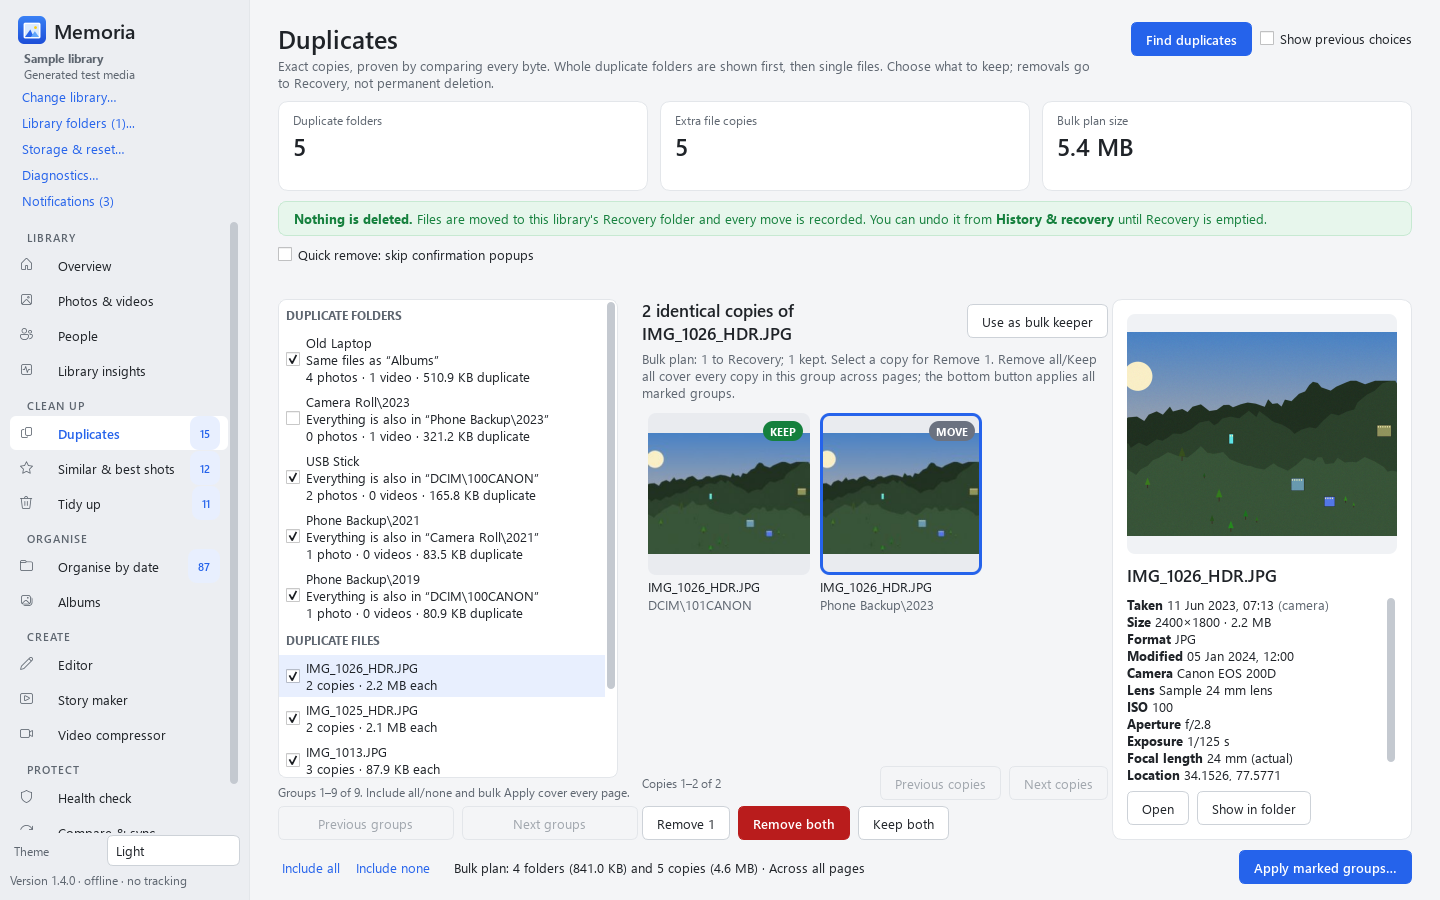 Memoria
Sample library
Generated test media
Change library...
Library folders (1)...
Storage & reset...
Diagnostics...
Notifications (3)
LIBRARY
Overview
Photos & videos
People
Library insights
CLEAN UP
Duplicates 15
Similar & best shots 12
Tidy up 11
ORGANISE
Organise by date 87
Albums
CREATE
Editor
Story maker
Video compressor
PROTECT
Health check
Compare & sync
Theme Light
Version 1.4.0 · offline · no tracking
Duplicates
Exact copies, proven by comparing every byte. Whole duplicate folders are shown first, then single files. Choose what to keep; removals go
to Recovery, not permanent deletion.
Find duplicates
Show previous choices
Duplicate folders
5
Extra file copies
5
Bulk plan size
5.4 MB
Nothing is deleted. Files are moved to this library's Recovery folder and every move is recorded. You can undo it from History & recovery until Recovery is emptied.
Quick remove: skip confirmation popups
DUPLICATE FOLDERS
Old Laptop
Same files as “Albums”
4 photos · 1 video · 510.9 KB duplicate
Camera Roll\2023
Everything is also in “Phone Backup\2023”
0 photos · 1 video · 321.2 KB duplicate
USB Stick
Everything is also in “DCIM\100CANON”
2 photos · 0 videos · 165.8 KB duplicate
Phone Backup\2021
Everything is also in “Camera Roll\2021”
1 photo · 0 videos · 83.5 KB duplicate
Phone Backup\2019
Everything is also in “DCIM\100CANON”
1 photo · 0 videos · 80.9 KB duplicate
DUPLICATE FILES
IMG_1026_HDR.JPG
2 copies · 2.2 MB each
IMG_1025_HDR.JPG
2 copies · 2.1 MB each
IMG_1013.JPG
3 copies · 87.9 KB each
Groups 1–9 of 9. Include all/none and bulk Apply cover every page.
Previous groups
Next groups
2 identical copies of
IMG_1026_HDR.JPG
Use as bulk keeper
Bulk plan: 1 to Recovery; 1 kept. Select a copy for Remove 1. Remove all/Keep
all cover every copy in this group across pages; the bottom button applies all
marked groups.
KEEP
MOVE
IMG_1026_HDR.JPG
DCIM\101CANON
IMG_1026_HDR.JPG
Phone Backup\2023
Copies 1–2 of 2
Previous copies
Next copies
Remove 1
Remove both
Keep both
IMG_1026_HDR.JPG
Taken 11 Jun 2023, 07:13 (camera)
Size 2400×1800 · 2.2 MB
Format JPG
Modified 05 Jan 2024, 12:00
Camera Canon EOS 200D
Lens Sample 24 mm lens
ISO 100
Aperture f/2.8
Exposure 1/125 s
Focal length 24 mm (actual)
Location 34.1526, 77.5771
Open
Show in folder
Include all
Include none
Bulk plan: 4 folders (841.0 KB) and 5 copies (4.6 MB) · Across all pages
Apply marked groups...